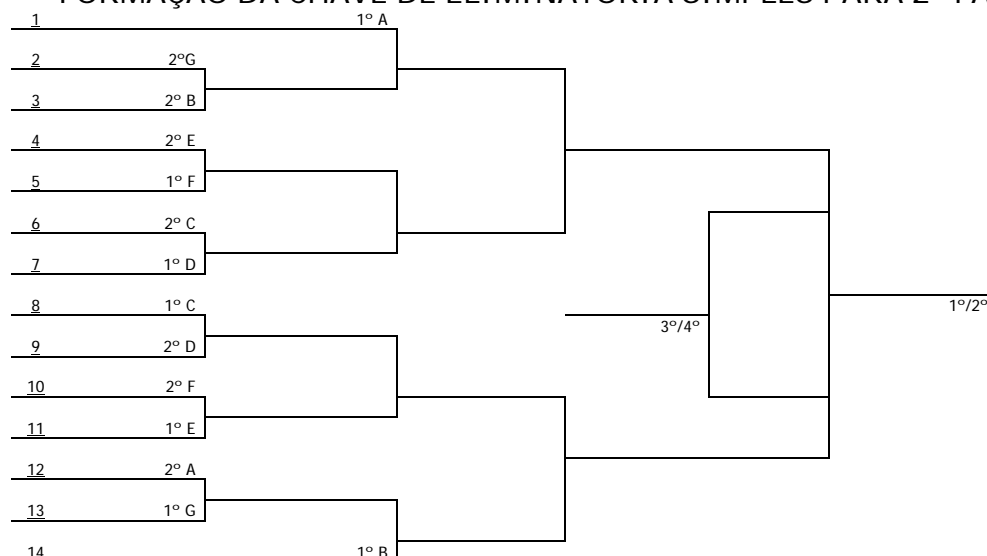 FORMAÇÃO DA CHAVE DE ELIMINATÓRIA SIMPLES PARA 2ª
1 1º A
2 2ºG
3 2º B
4 2º E
5 1º F
6 2º C
7 1º D
8 1º C
1º/2º
3º/4º
9 2º D
10 2º F
11 1º E
12 2º A
13 1º G
14 1º B